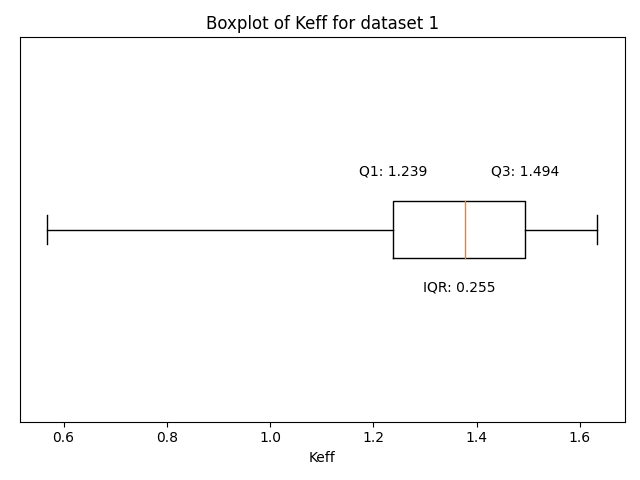 Boxplot of Keff for dataset 1
Q1: 1.239
Q3: 1.494
IQR: 0.255
0.6
0.8
1.0
1.2
1.4
1.6
Keff